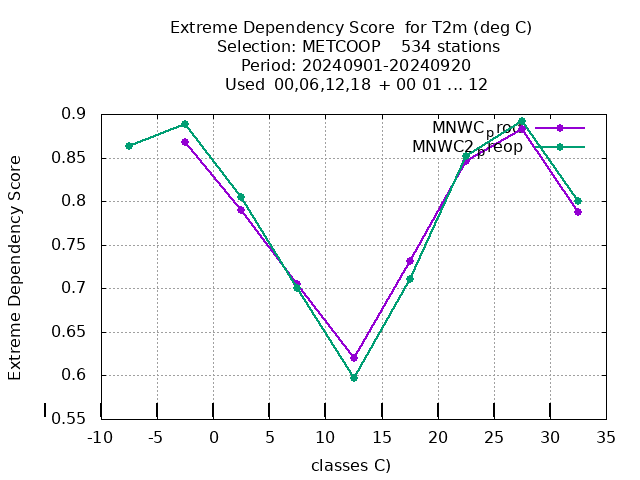 Extreme Dependency Score  for T2m (deg C)
Selection: METCOOP    534 stations
Period: 20240901-20240920
Used  00,06,12,18 + 00 01 ... 12
MNWC_prod
MNWC2_preop
Extreme Dependency Score
0.9
0.85
0.8
0.75
0.7
0.65
0.6
0.55
-10 -5 0 5 10 15 20 25 30 35
classes C)